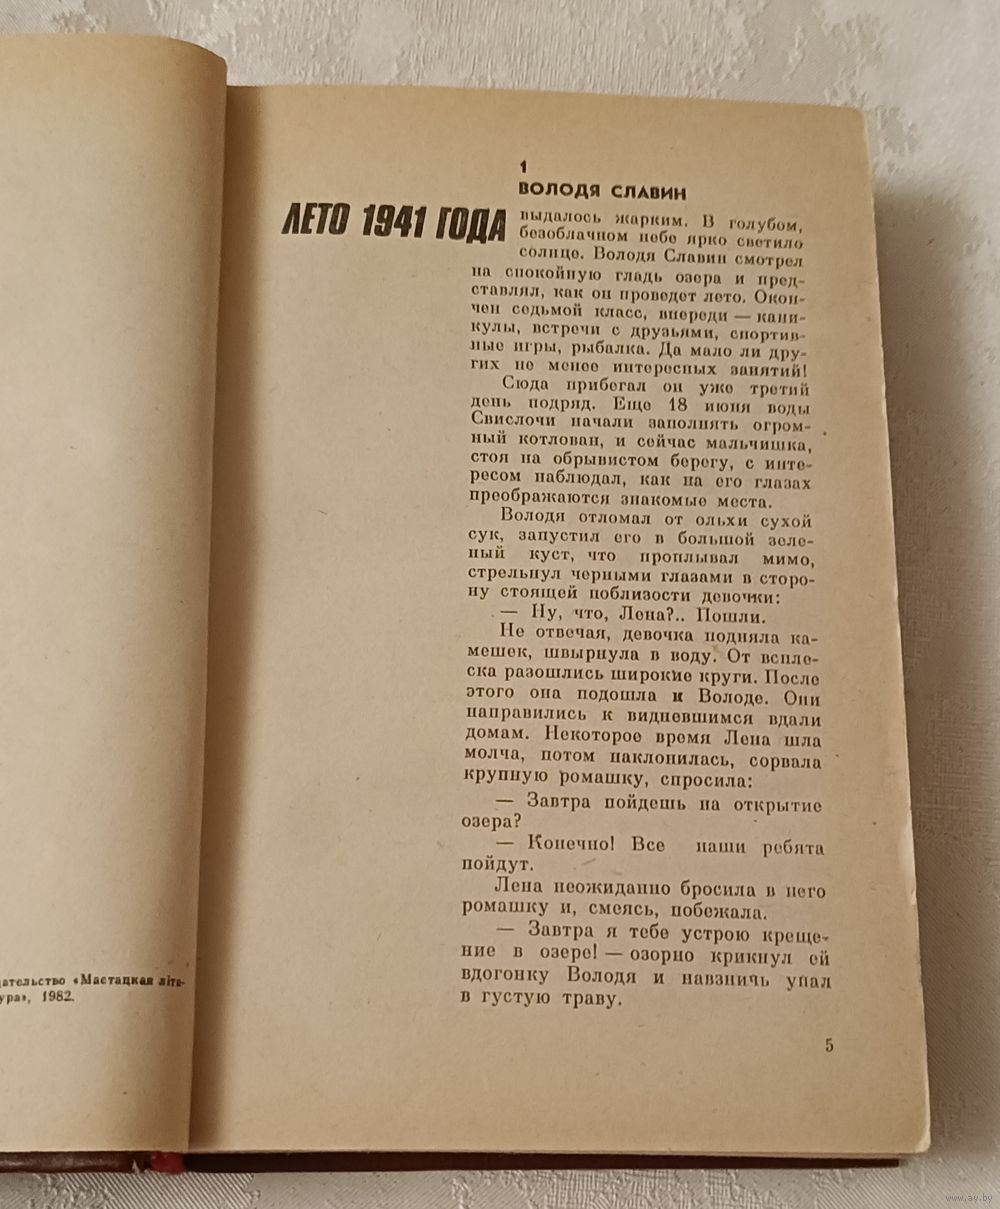 1
ВОЛОДЯ СЛАВИН
ЛЕТО 1941 ГОДА
выдалось жарким. В голубом,
безоблачном небе ярко светило
солнце. Володя Славин смотрел
на спокойную гладь озера и пред-
ставлял, как он проведет лето. Окон-
чен седьмой класс, впереди — кани-
кулы, встречи с друзьями, спортив-
ные игры, рыбалка. Да мало ли дру-
гих не менее интересных занятий!
Сюда прибегал он уже третий
день подряд. Еще 18 июня воды
Свислочи начали заполнять огром-
ный котлован, и сейчас мальчишка,
стоя на обрывистом берегу, с инте-
ресом наблюдал, как на его глазах
преображаются знакомые места.
Володя отломал от ольхи сухой
сук, запустил его в большой зеле-
ный куст, что проплывал мимо,
стрельнул черными глазами в сторо-
ну стоящей поблизости девочки:
— Ну, что, Лена?.. Пошли.
Не отвечая, девочка подняла ка-
мешек, швырнула в воду. От вспле-
ска разошлись широкие круги. После
этого она подошла к Володе. Они
направились к видневшимся вдали
домам. Некоторое время Лена шла
молча, потом наклонилась, сорвала
крупную ромашку, спросила:
— Завтра пойдешь на открытие
озера?
— Конечно! Все наши ребята
пойдут.
Лена неожиданно бросила в него
ромашку и, смеясь, побежала.
— Завтра я тебе устрою креще-
ние в озере! — озорно крикнул ей
вдогонку Володя и навзничь упал
в густую траву.
5
дательство «Мастацкая літа-
ура», 1982.
www.ay.by